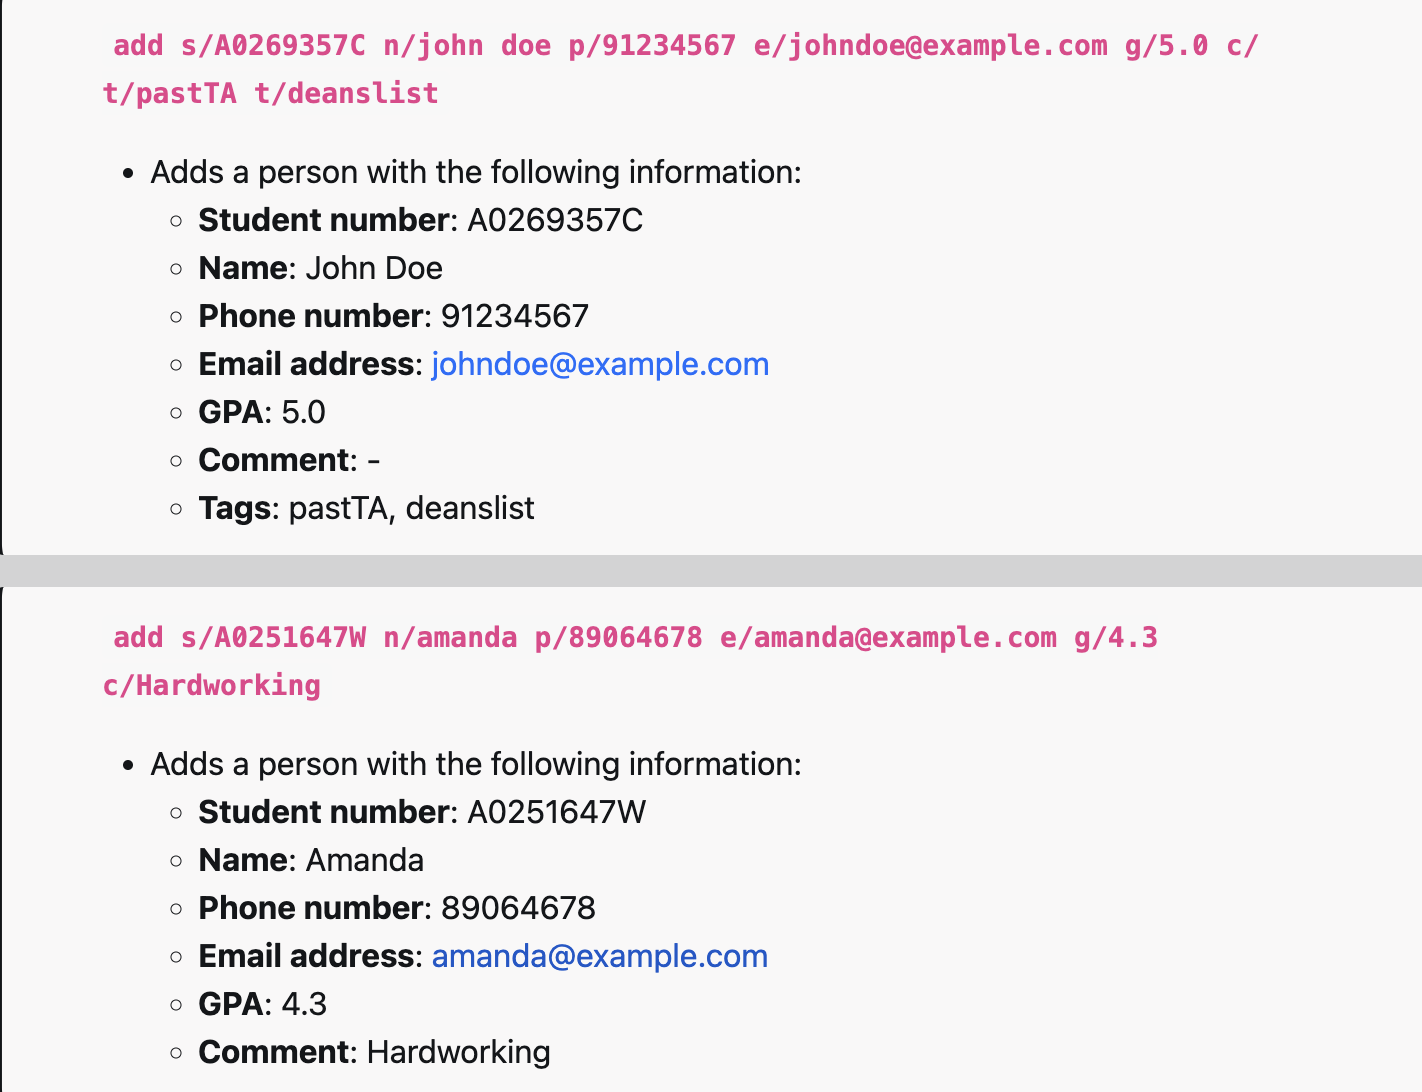 add s/A0269357C n/john doe p/91234567 e/johndoe@example.com g/5.0 c/
t/pastTA t/deanslist
• Adds a person with the following information:
○ Student number: A0269357C
○ Name: John Doe
○ Phone number: 91234567
○ Email address: johndoe@example.com
○ GPA: 5.0
○ Comment: -
○ Tags: pastTA, deanslist
add s/A0251647W n/amanda p/89064678 e/amanda@example.com g/4.3
c/Hardworking
• Adds a person with the following information:
○ Student number: A0251647W
○ Name: Amanda
○ Phone number: 89064678
○ Email address: amanda@example.com
○ GPA: 4.3
○ Comment: Hardworking